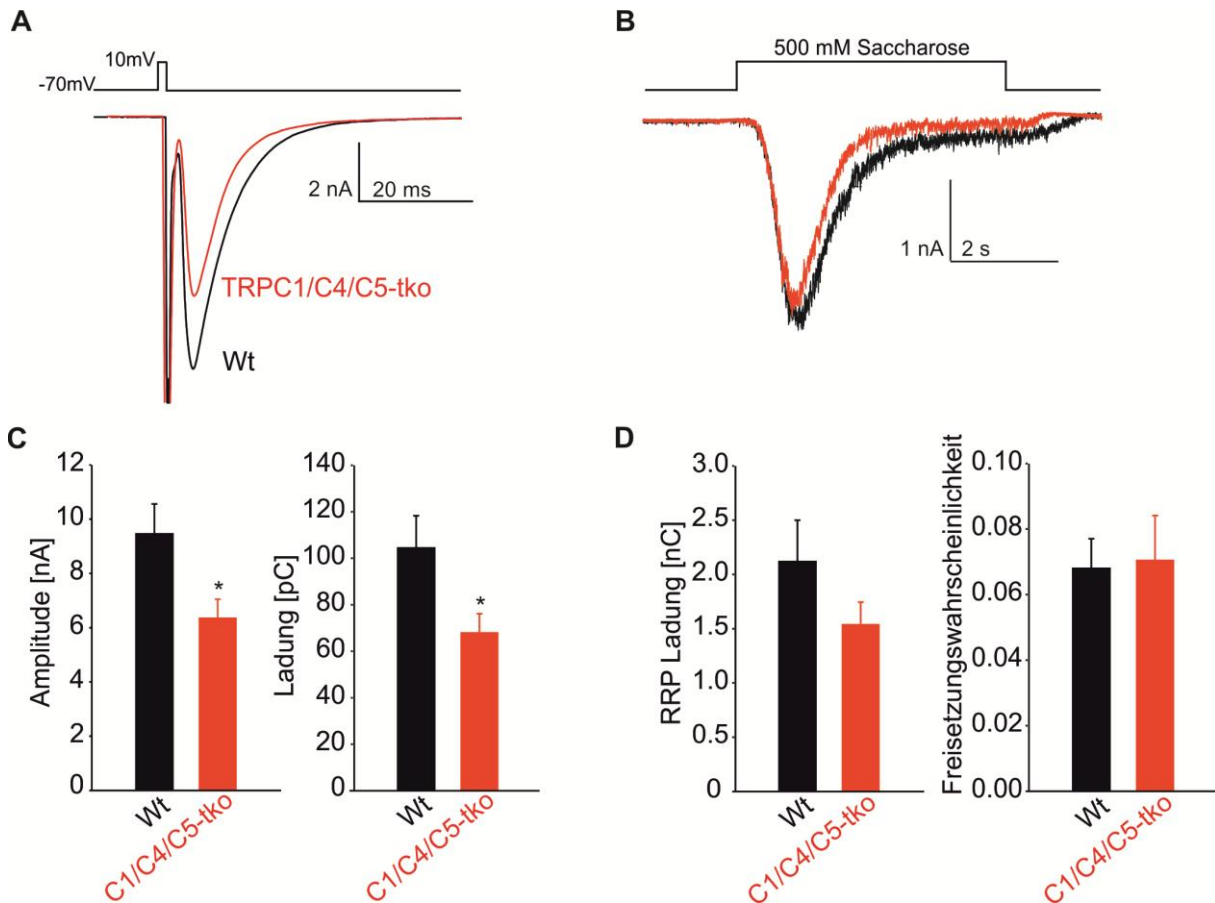 A
10mV
-70mV
2 nA
20 ms
TRPC1/C4/C5-tko
Wt
B
500 mM Saccharose
1 nA
2 s
C
Amplitude [nA]
12
10
8
6
4
2
0
*
Wt
C1/C4/C5-tko
Ladung [pC]
140
120
100
80
60
40
20
0
*
Wt
C1/C4/C5-tko
D
RRP Ladung [nC]
3.0
2.5
2.0
1.5
1.0
0.5
0
Wt
C1/C4/C5-tko
Freisetzungswahrscheinlichkeit
0.10
0.08
0.06
0.04
0.02
0.00
Wt
C1/C4/C5-tko